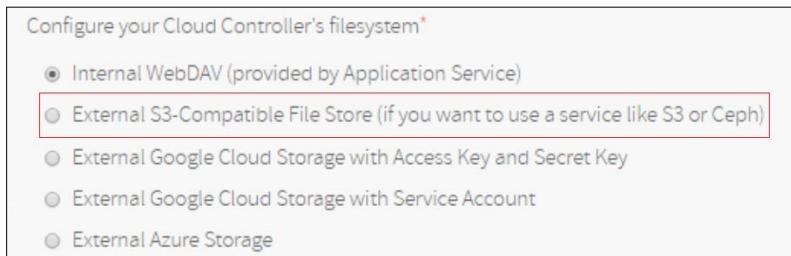 Configure your Cloud Controller's filesystem*
Internal WebDAV (provided by Application Service)
External S3-Compatible File Store (if you want to use a service like S3 or Ceph)
External Google Cloud Storage with Access Key and Secret Key
External Google Cloud Storage with Service Account
External Azure Storage